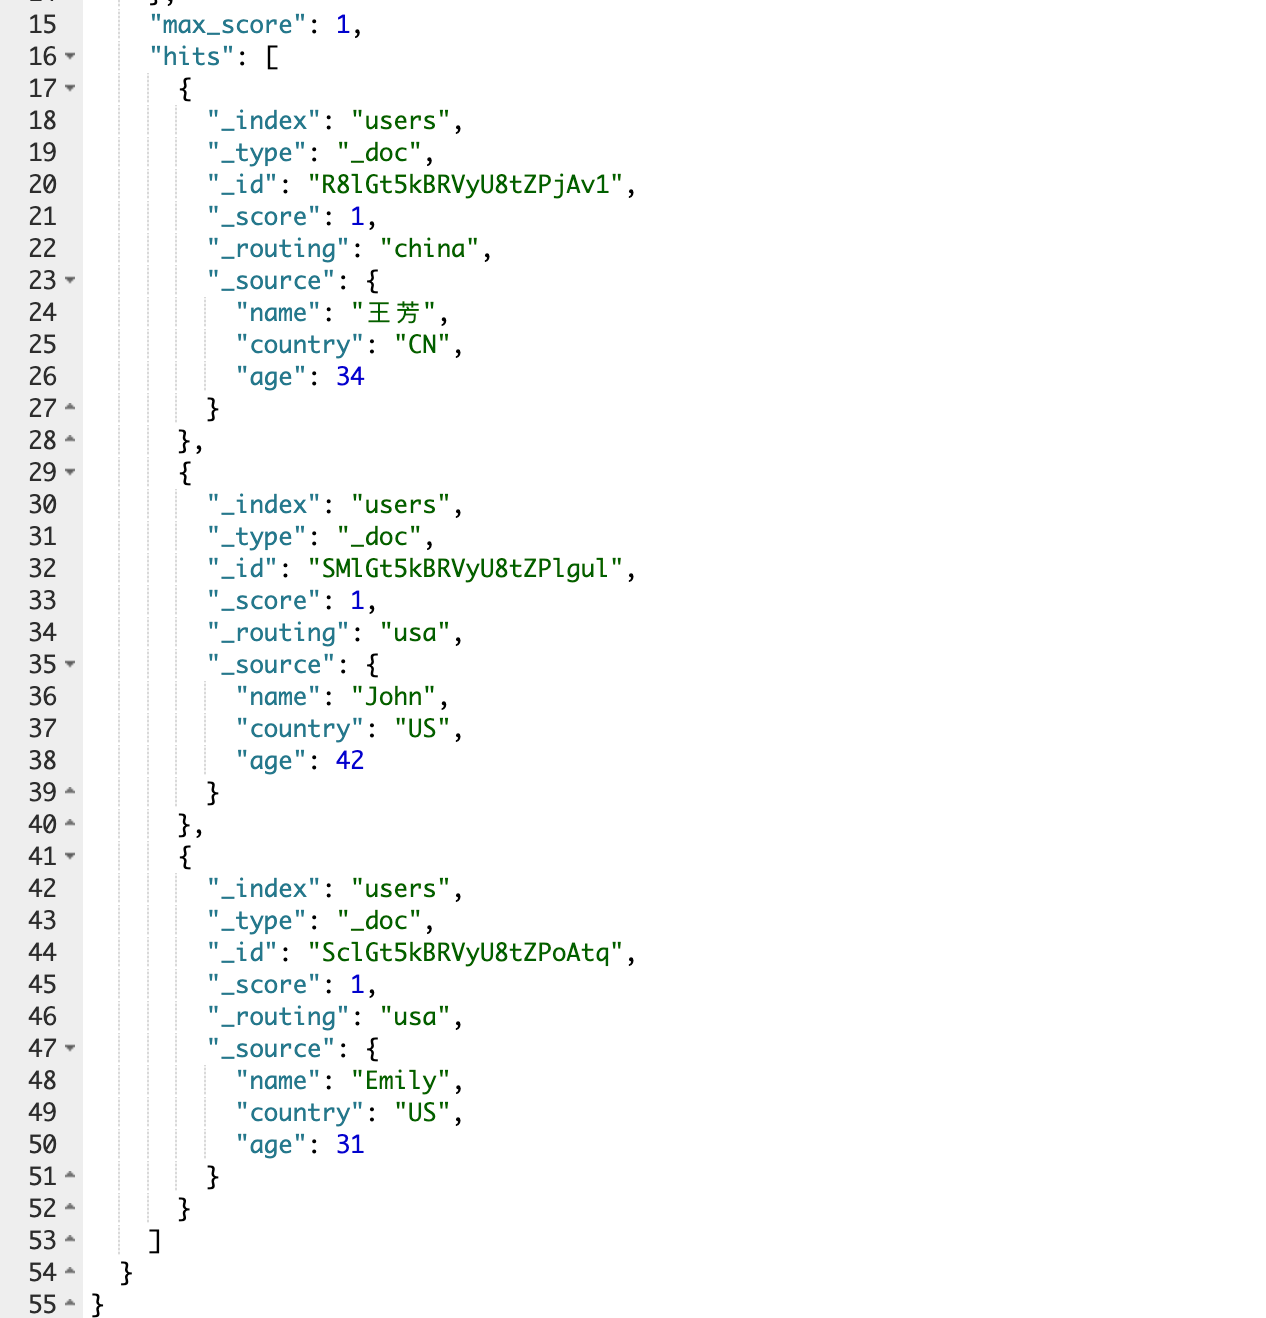 15 "max_score": 1,
16 "hits": [
17 {
18 "_index": "users",
19 "_type": "_doc",
20 "_id": "R8lGt5kBRVyU8tZPjAv1",
21 "_score": 1,
22 "_routing": "china",
23 "_source": {
24 "name": "王芳",
25 "country": "CN",
26 "age": 34
27 }
28 },
29 {
30 "_index": "users",
31 "_type": "_doc",
32 "_id": "SMlGt5kBRVyU8tZPlgul",
33 "_score": 1,
34 "_routing": "usa",
35 "_source": {
36 "name": "John",
37 "country": "US",
38 "age": 42
39 }
40 },
41 {
42 "_index": "users",
43 "_type": "_doc",
44 "_id": "SclGt5kBRVyU8tZPoAtq",
45 "_score": 1,
46 "_routing": "usa",
47 "_source": {
48 "name": "Emily",
49 "country": "US",
50 "age": 31
51 }
52 }
53 ]
54 }
55 }